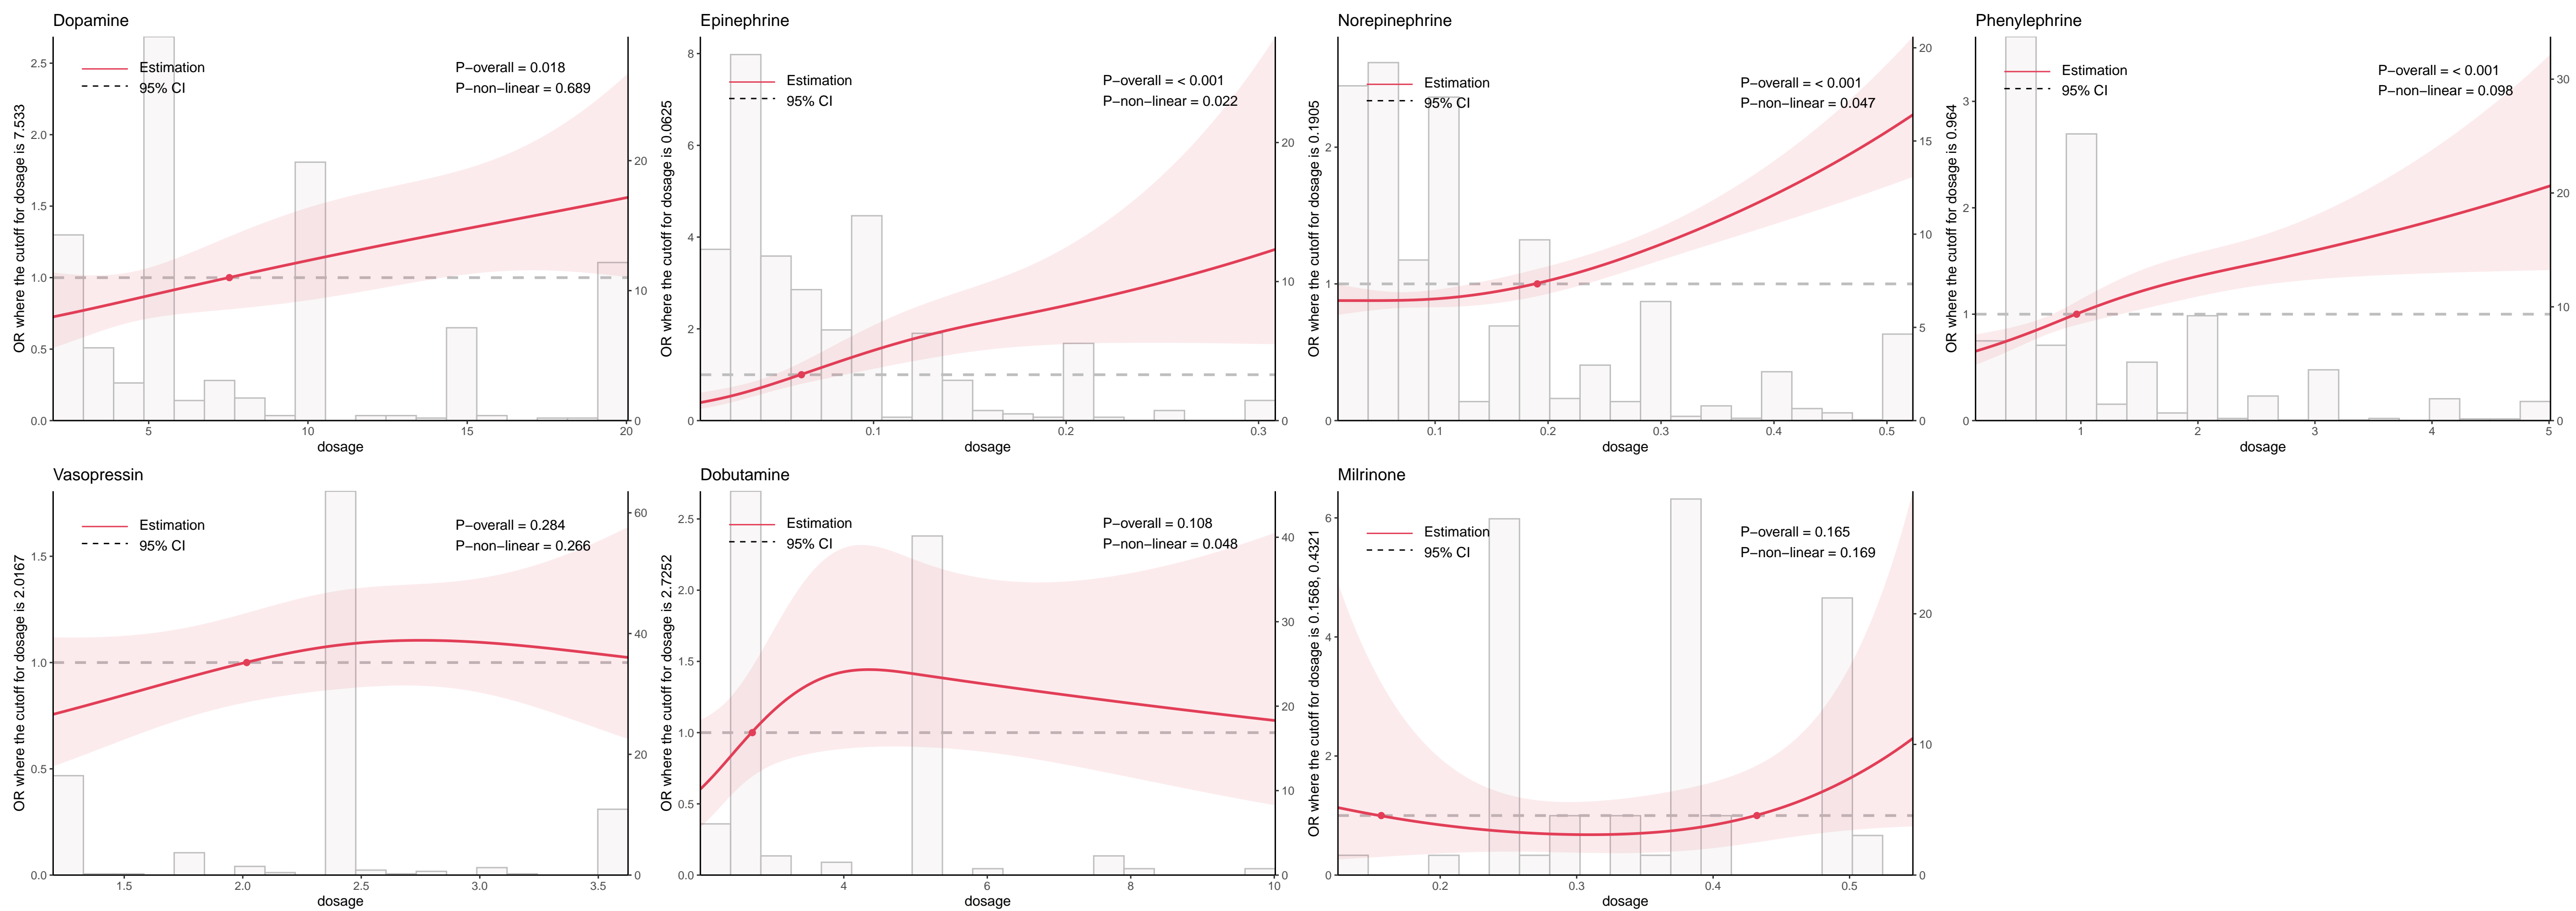 Dopamine
OR where the cutoff for dosage is 7.533
Estimation
95% CI
P−overall = 0.018
P−non−linear = 0.689
2.5
2.0
1.5
1.0
0.5
0.0
20
10
0
5
10
15
20
dosage
Epinephrine
OR where the cutoff for dosage is 0.0625
Estimation
95% CI
P−overall = < 0.001
P−non−linear = 0.022
8
6
4
2
0
20
10
0
0.1
0.2
0.3
dosage
Norepinephrine
OR where the cutoff for dosage is 0.1905
Estimation
95% CI
P−overall = < 0.001
P−non−linear = 0.047
2
1
0
20
15
10
5
0
0.1
0.2
0.3
0.4
0.5
dosage
Phenylephrine
OR where the cutoff for dosage is 0.964
Estimation
95% CI
P−overall = < 0.001
P−non−linear = 0.098
3
2
1
0
30
20
10
0
1
2
3
4
5
dosage
Vasopressin
OR where the cutoff for dosage is 2.0167
Estimation
95% CI
P−overall = 0.284
P−non−linear = 0.266
1.5
1.0
0.5
0.0
60
40
20
0
1.5
2.0
2.5
3.0
3.5
dosage
Dobutamine
OR where the cutoff for dosage is 2.7252
Estimation
95% CI
P−overall = 0.108
P−non−linear = 0.048
2.5
2.0
1.5
1.0
0.5
0.0
40
30
20
10
0
4
6
8
10
dosage
Milrinone
OR where the cutoff for dosage is 0.1568, 0.4321
Estimation
95% CI
P−overall = 0.165
P−non−linear = 0.169
6
4
2
0
20
10
0
0.2
0.3
0.4
0.5
dosage